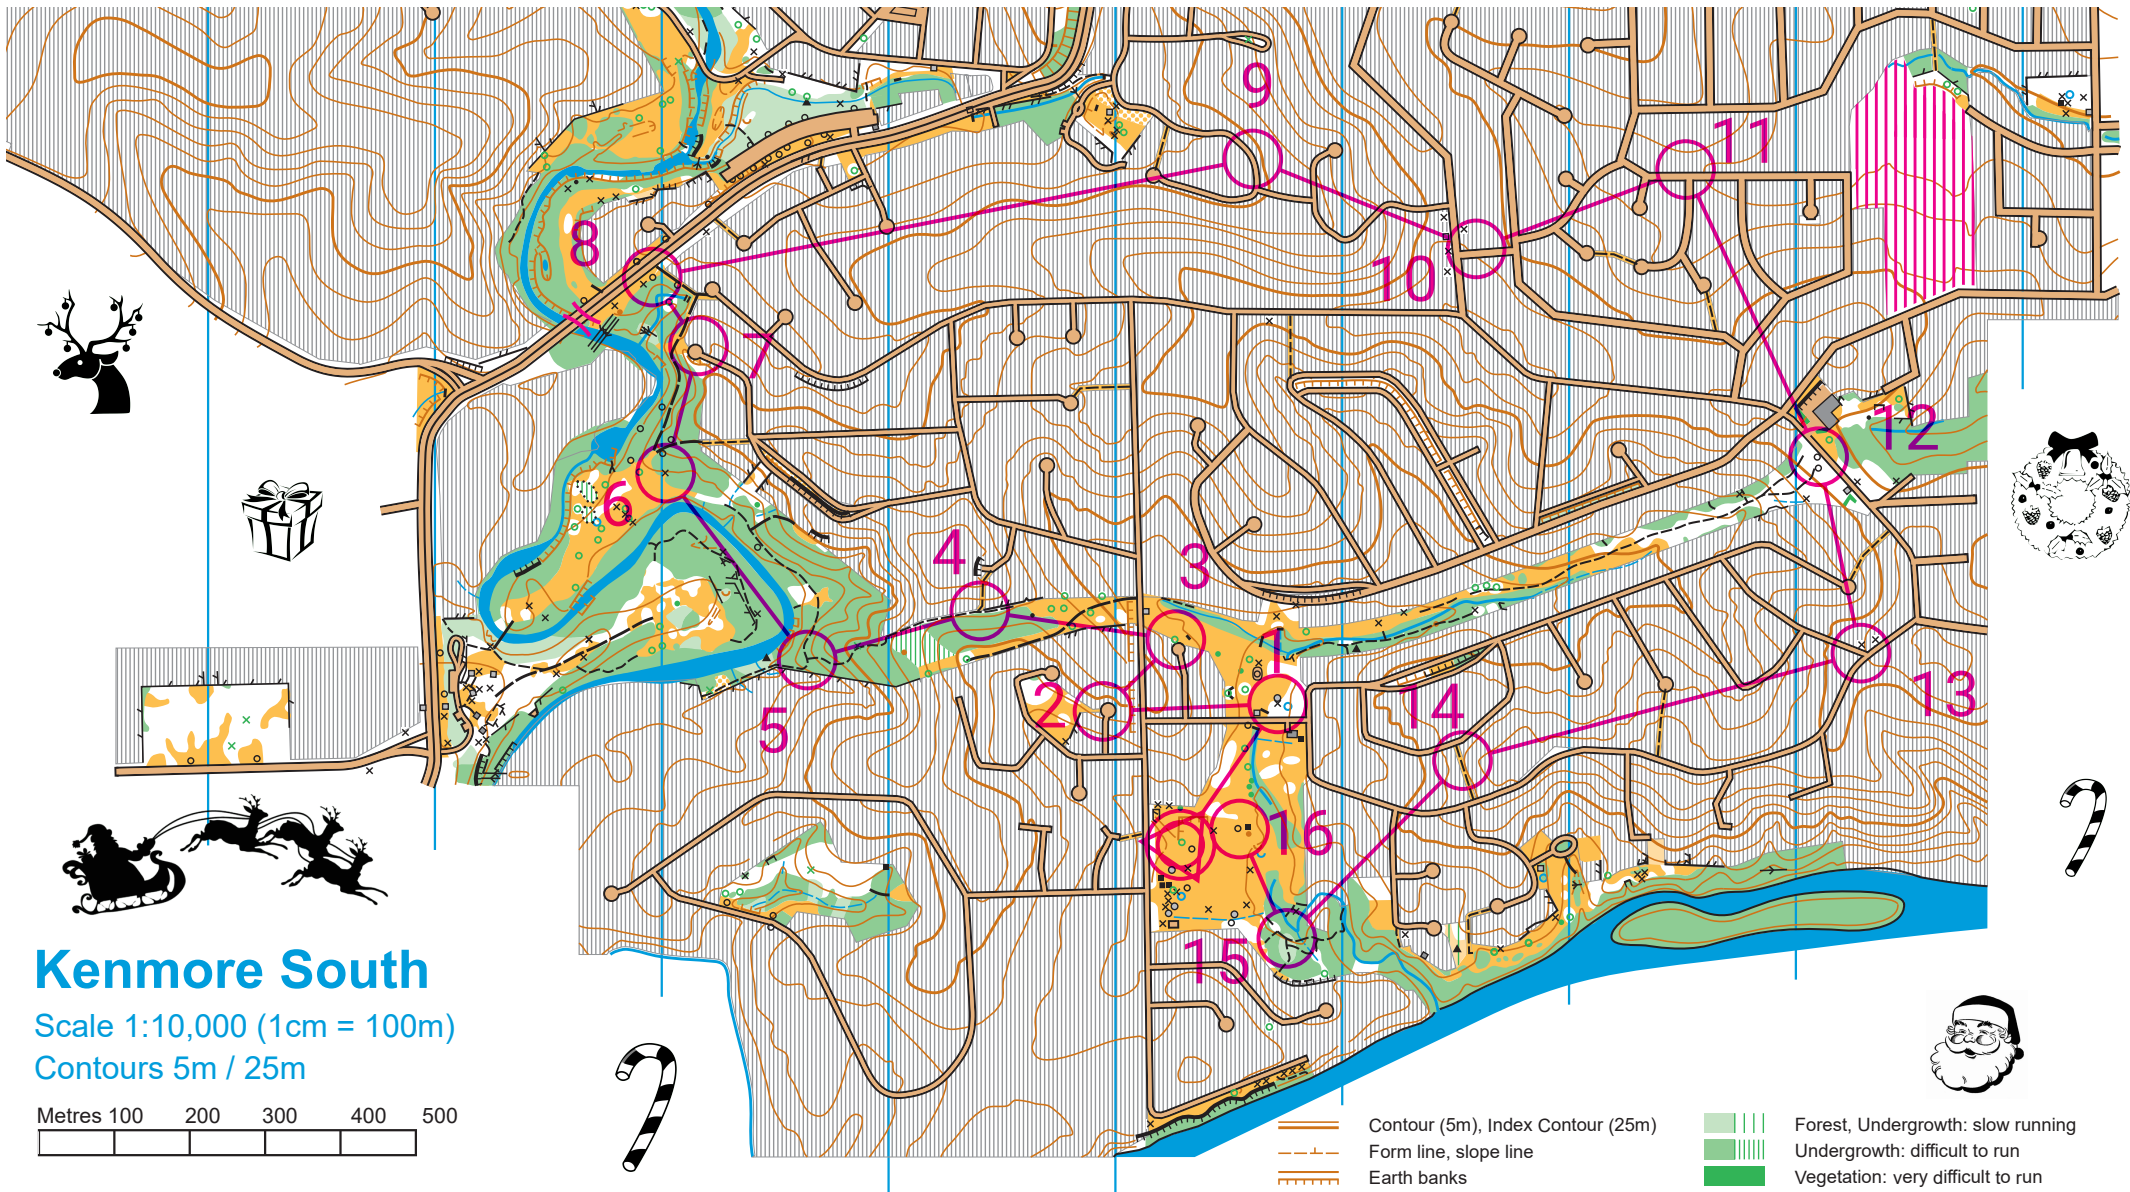 9
11
8
10
7
12
6
4
3
1
2
5
14
13
16
15
Kenmore South
Scale 1:10,000 (1cm = 100m)
Contours 5m / 25m
Metres 100 200 300 400 500
Contour (5m), Index Contour (25m)
Form line, slope line
Earth banks
Forest, Undergrowth: slow running
Undergrowth: difficult to run
Vegetation: very difficult to run